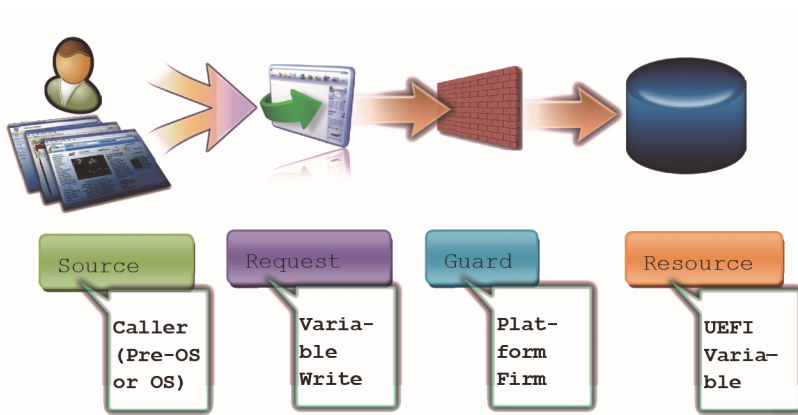 Source
Request
Guard
Resource
Caller
(Pre-OS
or OS)
Varia-
ble
Write
Plat-
form
Firm
UEFI
Varia-
ble